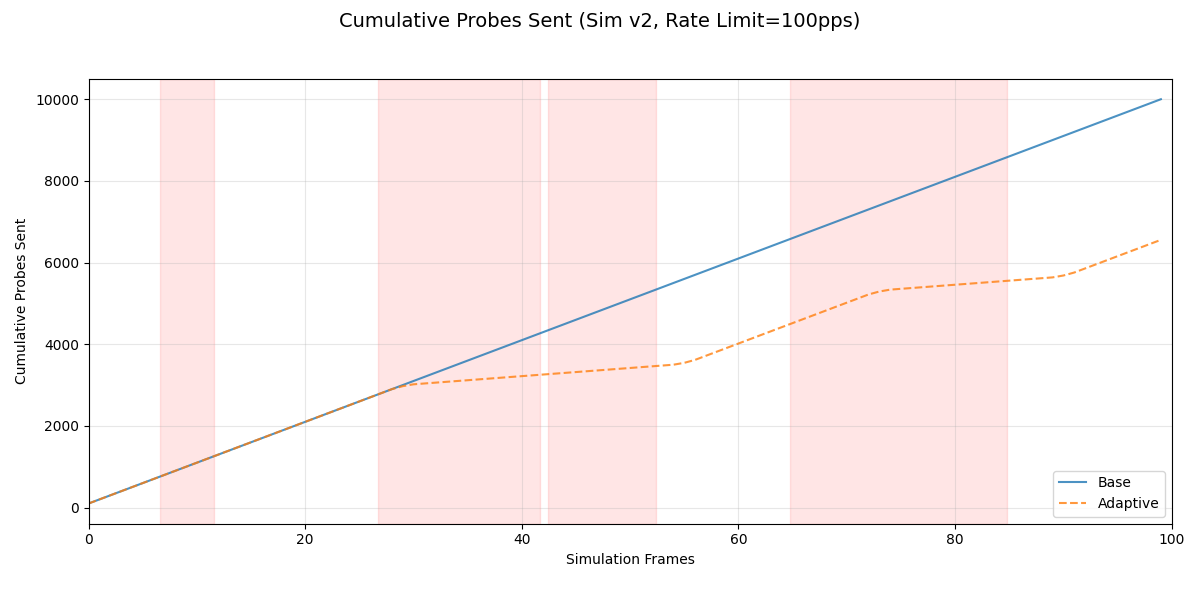 Cumulative Probes Sent (Sim v2, Rate Limit=100pps)
Cumulative Probes Sent
10000
8000
6000
4000
2000
0
0 20 40 60 80 100
Simulation Frames
Base
Adaptive